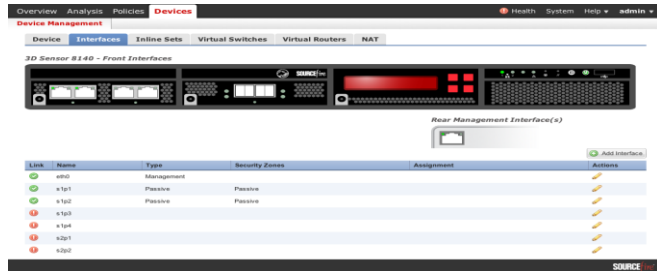 Overview Analysis Policies Devices Health System Help admin
Device Management
Device Interfaces Inline Sets Virtual Switches Virtual Routers NAT
3D Sensor 8140 - Front Interfaces
SOURCEfire
Rear Management Interface(s)
Add Interface
Link Name Type Security Zones Assignment Actions
eth0 Management
s1p1 Passive Passive
s1p2 Passive Passive
s1p3
s1p4
s2p1
s2p2
SOURCEfire